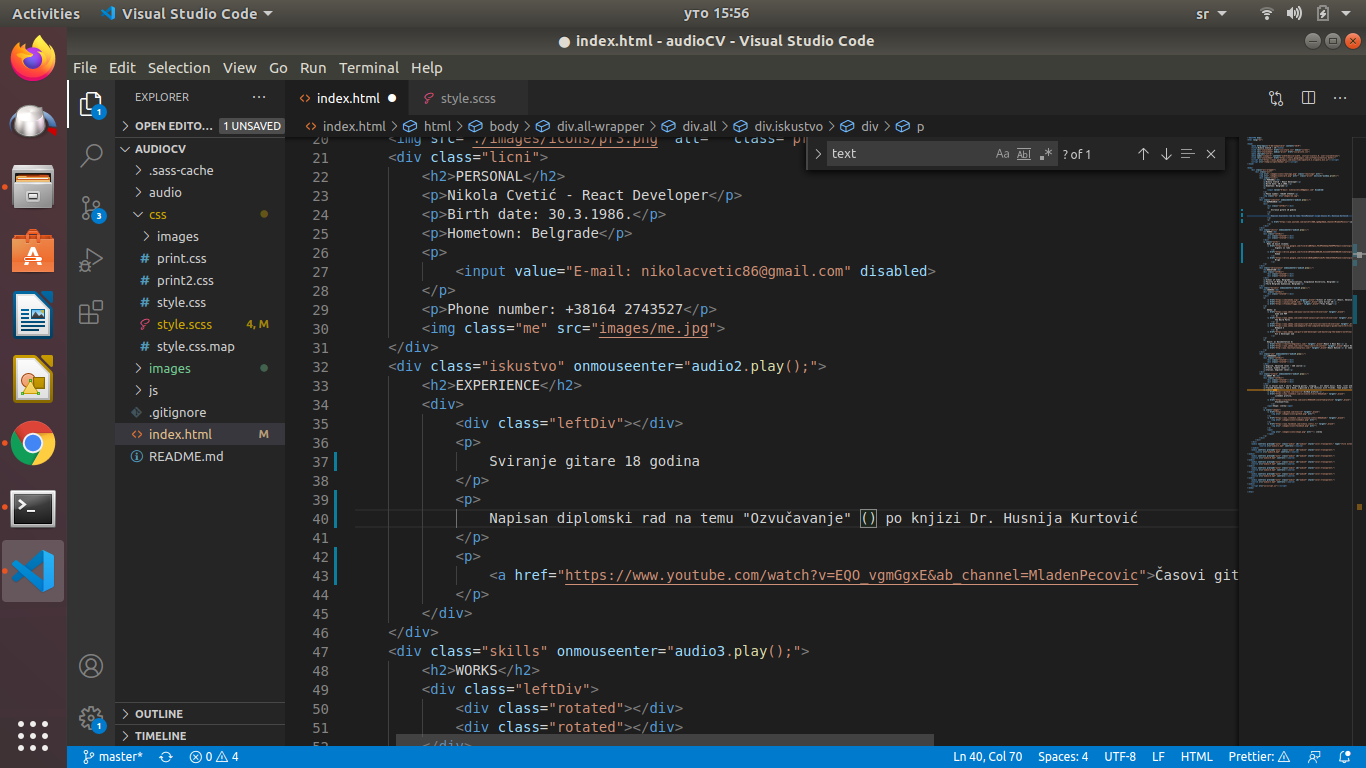 Activities Visual Studio Code уто 15:56 sr
● index.html - audioCV - Visual Studio Code
File Edit Selection View Go Run Terminal Help
EXPLORER ··· index.html ● style.scss ···
OPEN EDITO... 1 UNSAVED
index.html > html > body > div.all-wrapper > div.all > div.iskustvo > div > p
text Aa Abl .* ? of 1
AUDIOCV
.sass-cache
audio
css
images
# print.css
# print2.css
# style.css
style.scss 4, M
# style.css.map
images
js
.gitignore
index.html M
README.md
OUTLINE
TIMELINE
20 <img src="./images/icons/pr3.png" alt="" class="pr
21 <div class="licni">
22 <h2>PERSONAL</h2>
23 <p>Nikola Cvetić - React Developer</p>
24 <p>Birth date: 30.3.1986.</p>
25 <p>Hometown: Belgrade</p>
26 <p>
27 <input value="E-mail: nikolacvetic86@gmail.com" disabled>
28 </p>
29 <p>Phone number: +38164 2743527</p>
30 <img class="me" src="images/me.jpg">
31 </div>
32 <div class="iskustvo" onmouseenter="audio2.play();">
33 <h2>EXPERIENCE</h2>
34 <div>
35 <div class="leftDiv"></div>
36 <p>
37 Sviranje gitare 18 godina
38 </p>
39 <p>
40 Napisan diplomski rad na temu "Ozvučavanje" () po knjizi Dr. Husnija Kurtović
41 </p>
42 <p>
43 <a href="https://www.youtube.com/watch?v=EQO_vgmGgxE&ab_channel=MladenPecovic">Časovi git
44 </p>
45 </div>
46 </div>
47 <div class="skills" onmouseenter="audio3.play();">
48 <h2>WORKS</h2>
49 <div class="leftDiv">
50 <div class="rotated"></div>
51 <div class="rotated"></div>
52 </div>
1
3
1
master* 0 4 Ln 40, Col 70 Spaces: 4 UTF-8 LF HTML Prettier: